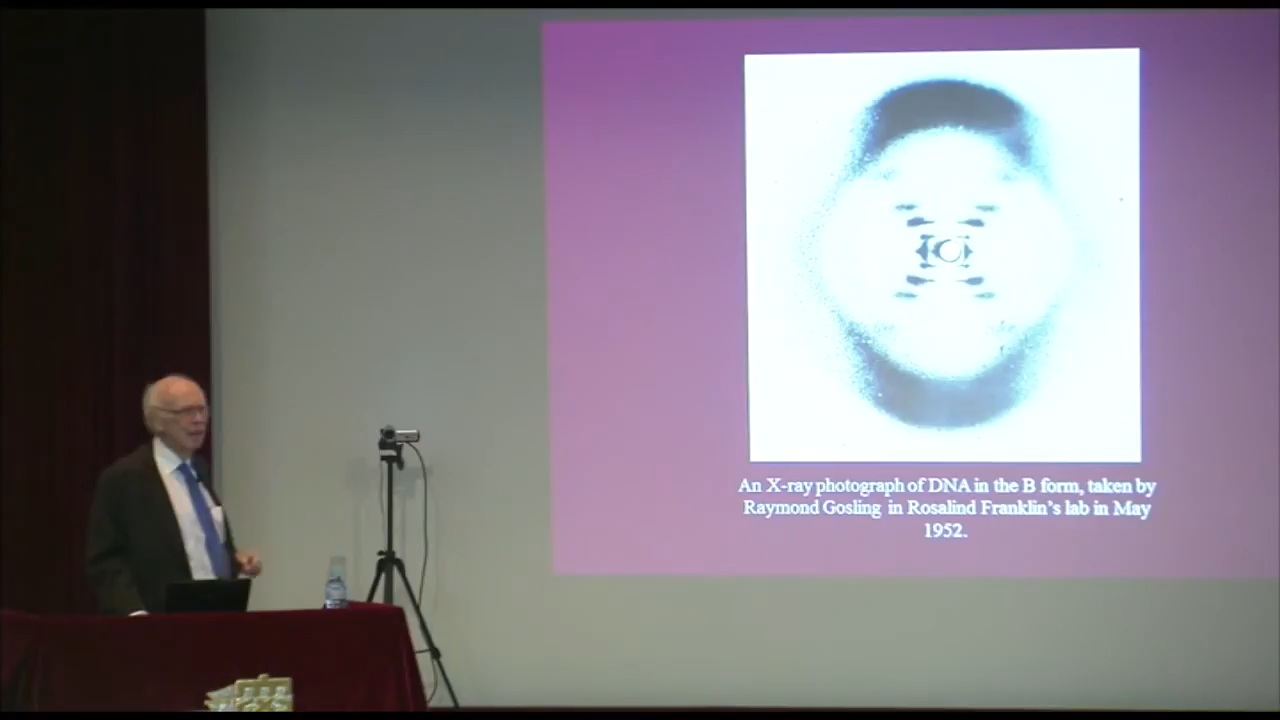 An X-ray photograph of DNA in the B form, taken by
Raymond Gosling in Rosalind Franklin's lab in May
1952.